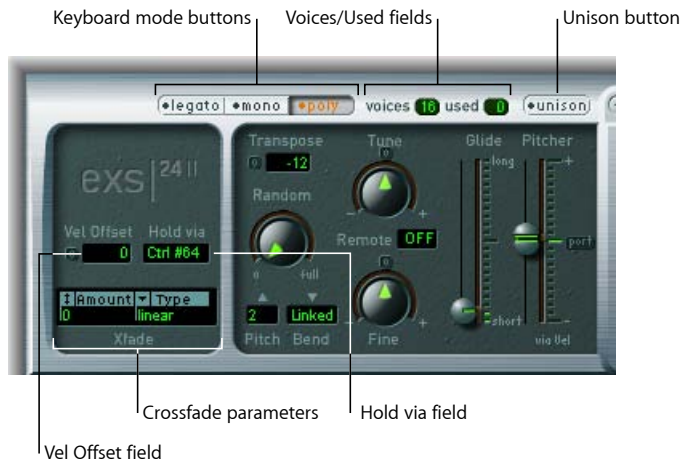 Keyboard mode buttons
Voices/Used fields
Unison button
legato mono poly voices 16 used 0 unison
exs 24 II
Transpose Tune Glide Pitcher
0 -12 0 long +
Random
Vel Offset Hold via
0 0 Ctrl #64
- +
Remote OFF port
0 full 0
Amount Type
0 linear
Xfade
2 Linked
- + short -
Pitch Bend Fine via Vel
Crossfade parameters
Hold via field
Vel Offset field